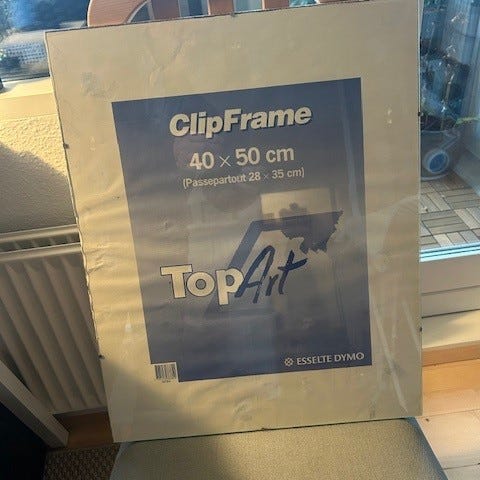 ClipFrame
40 × 50 cm
(Passepartout 28 × 35 cm)
TopArt
ESSELTE DYMO